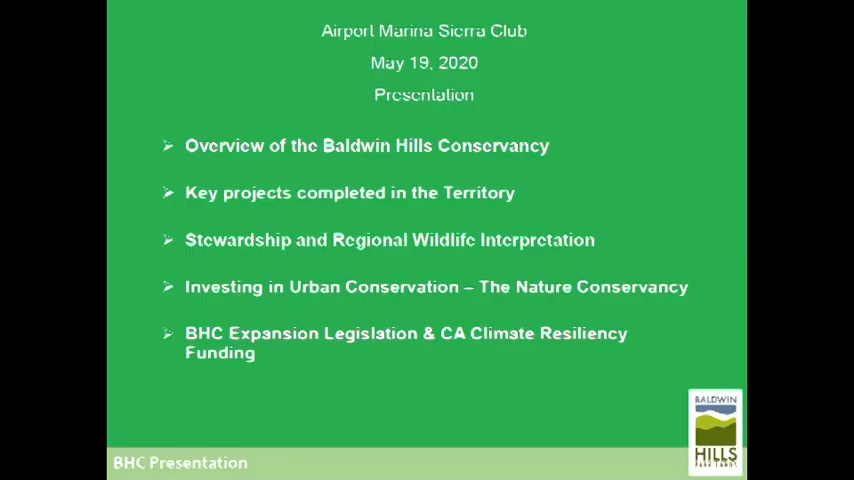 Airport Marina Sierra Club
May 19, 2020
Presentation
Overview of the Baldwin Hills Conservancy
Key projects completed in the Territory
Stewardship and Regional Wildlife Interpretation
Investing in Urban Conservation – The Nature Conservancy
BHC Expansion Legislation & CA Climate Resiliency
Funding
BALDWIN
HILLS
PARK LANDS
BHC Presentation